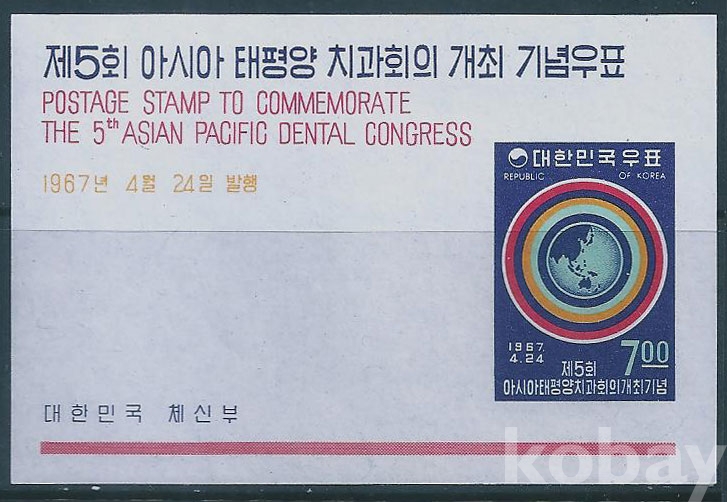 제5회 아시아 태평양 치과회의 개최 기념우표
POSTAGE STAMP TO COMMEMORATE
THE 5th ASIAN PACIFIC DENTAL CONGRESS
1967년 4월 24일 발행
대한민국우표
REPUBLIC OF KOREA
1967.
4.24
7.00
제5회
아시아태평양치과회의개최기념
대한민국 체신부
kobay